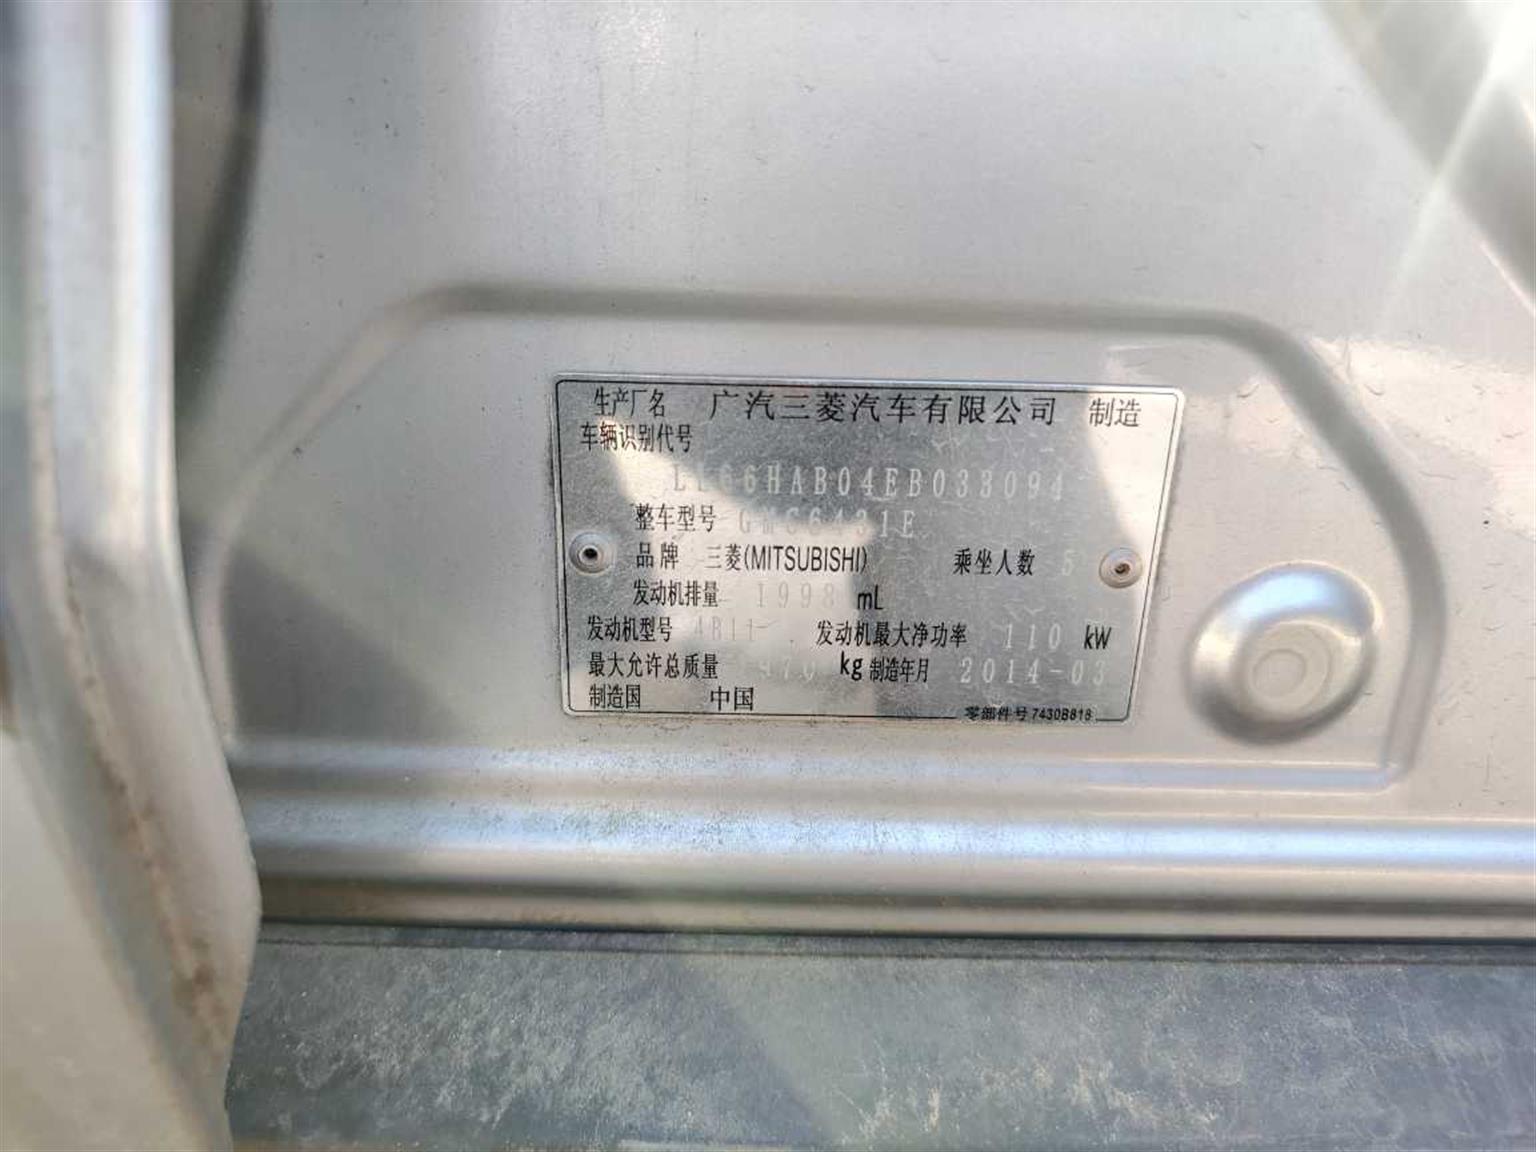 生产厂名 广汽三菱汽车有限公司 制造
车辆识别代号
LL66HAB04EB033094
整车型号 GMC6431E
品牌 三菱(MITSUBISHI) 乘坐人数 5
发动机排量 1998 mL
发动机型号 4B11 发动机最大净功率 110 kW
最大允许总质量 kg 制造年月 2014-03
制造国 中国
零部件号 7430B818